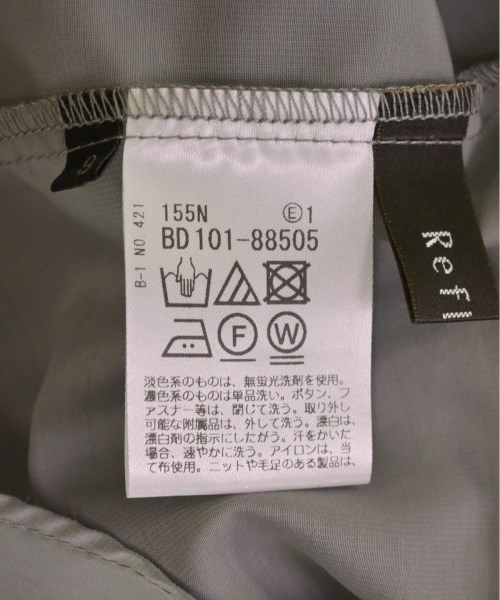 9
B-1 NO.421
155N Ⓔ1
BD101-88505
F W
淡色系のものは、無蛍光洗剤を使用。
濃色系のものは単品洗い。ボタン、フ
ァスナー等は、閉じて洗う。取り外し
可能な附属品は、外して洗う。漂白は、
漂白剤の指示にしたがう。汗をかいた
場合、速やかに洗う。アイロンは、当
て布使用。ニットや毛足のある製品は、
Refl